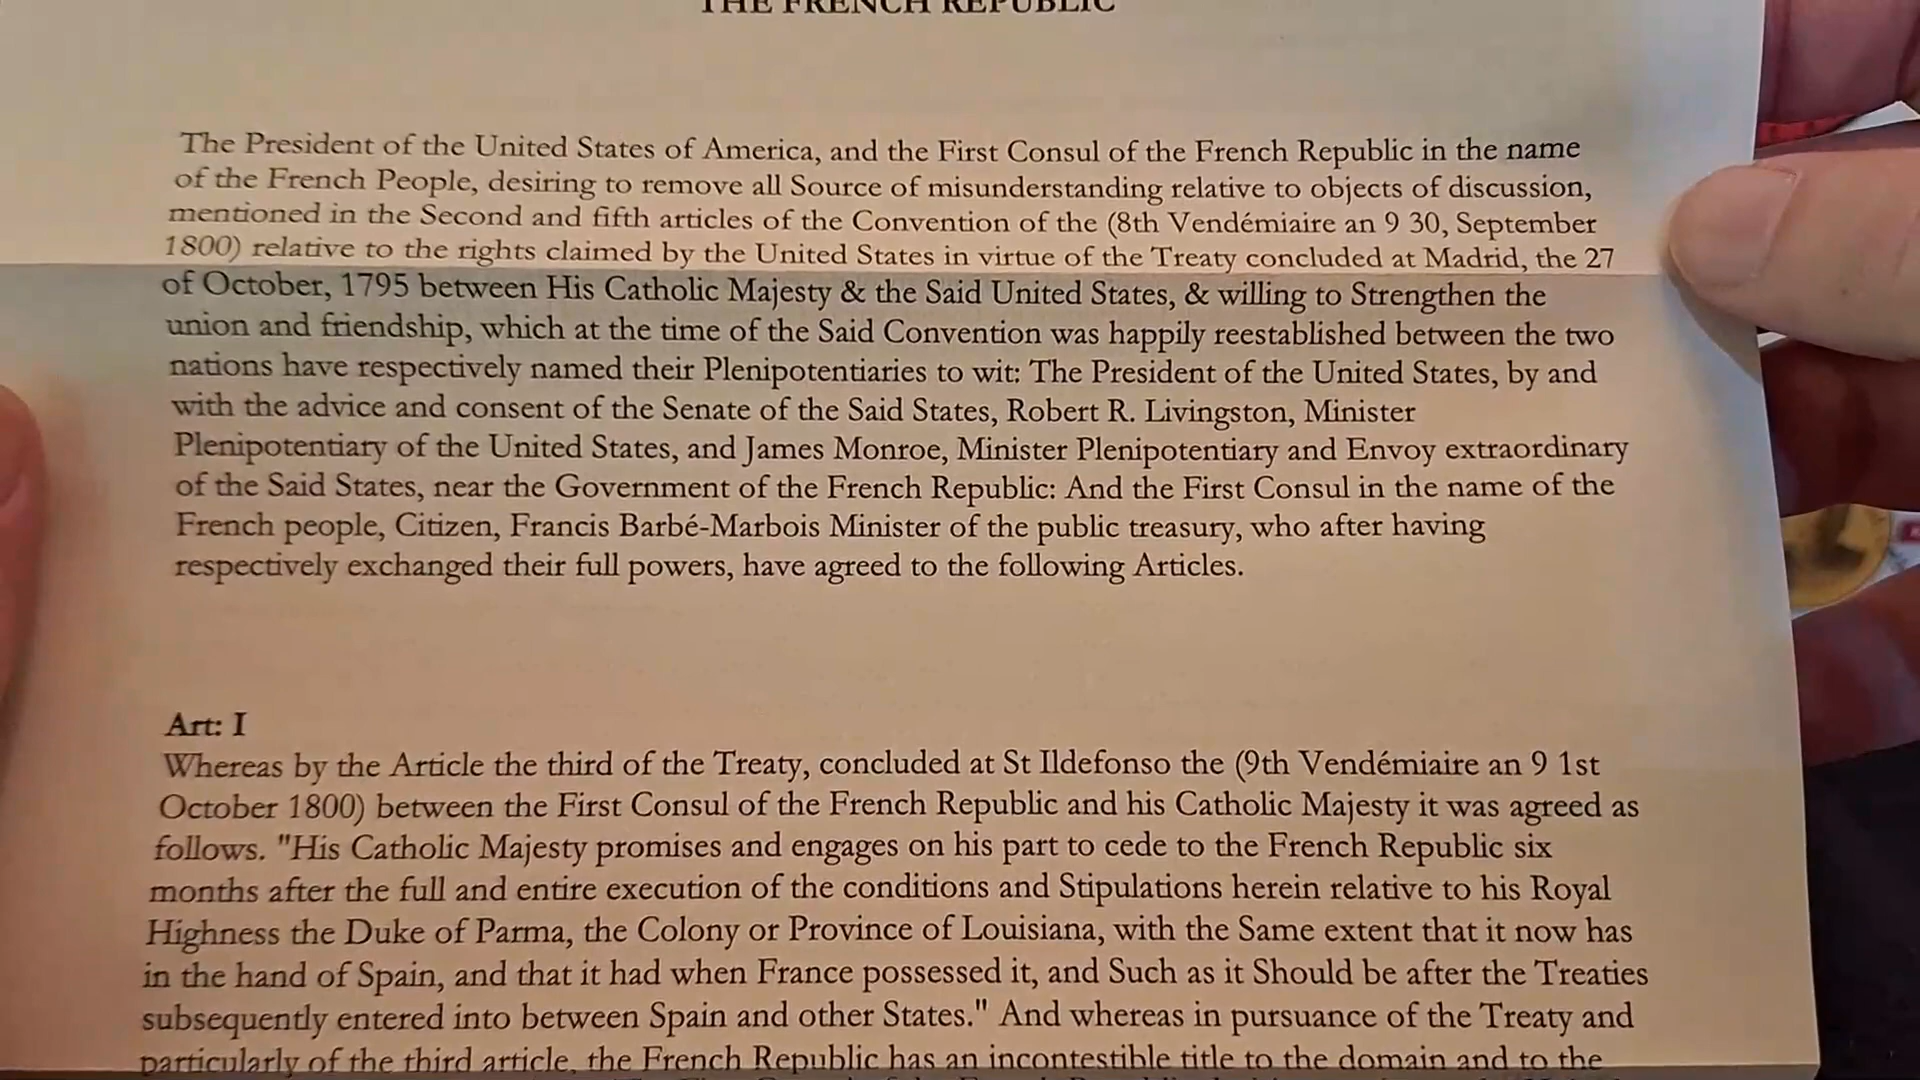 THE FRENCH REPUBLIC
The President of the United States of America, and the First Consul of the French Republic in the name
of the French People, desiring to remove all Source of misunderstanding relative to objects of discussion,
mentioned in the Second and fifth articles of the Convention of the (8th Vendémiaire an 9 30, September
1800) relative to the rights claimed by the United States in virtue of the Treaty concluded at Madrid, the 27
of October, 1795 between His Catholic Majesty & the Said United States, & willing to Strengthen the
union and friendship, which at the time of the Said Convention was happily reestablished between the two
nations have respectively named their Plenipotentiaries to wit: The President of the United States, by and
with the advice and consent of the Senate of the Said States, Robert R. Livingston, Minister
Plenipotentiary of the United States, and James Monroe, Minister Plenipotentiary and Envoy extraordinary
of the Said States, near the Government of the French Republic: And the First Consul in the name of the
French people, Citizen, Francis Barbé-Marbois Minister of the public treasury, who after having
respectively exchanged their full powers, have agreed to the following Articles.
Art: I
Whereas by the Article the third of the Treaty, concluded at St Ildefonso the (9th Vendémiaire an 9 1st
October 1800) between the First Consul of the French Republic and his Catholic Majesty it was agreed as
follows. "His Catholic Majesty promises and engages on his part to cede to the French Republic six
months after the full and entire execution of the conditions and Stipulations herein relative to his Royal
Highness the Duke of Parma, the Colony or Province of Louisiana, with the Same extent that it now has
in the hand of Spain, and that it had when France possessed it, and Such as it Should be after the Treaties
subsequently entered into between Spain and other States." And whereas in pursuance of the Treaty and
particularly of the third article, the French Republic has an incontestible title to the domain and to the